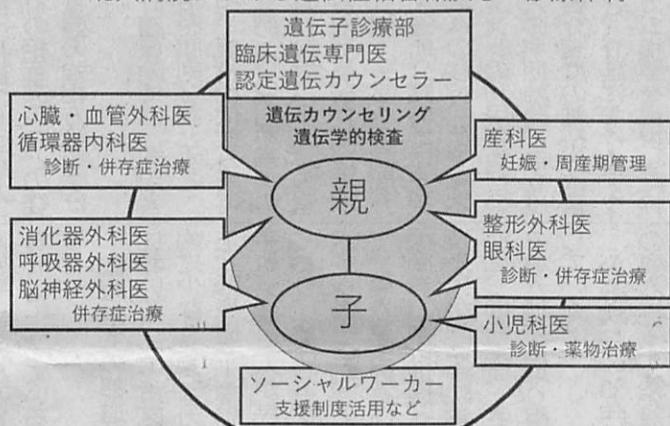 遺伝子診療部
臨床遺伝専門医
認定遺伝カウンセラー
遺伝カウンセリング
遺伝学的検査
心臓・血管外科医
循環器内科医
診断・併存症治療
産科医
妊娠・周産期管理
親
消化器外科医
呼吸器外科医
脳神経外科医
併存症治療
整形外科医
眼科医
診断・併存症治療
子
小児科医
診断・薬物治療
ソーシャルワーカー
支援制度活用など